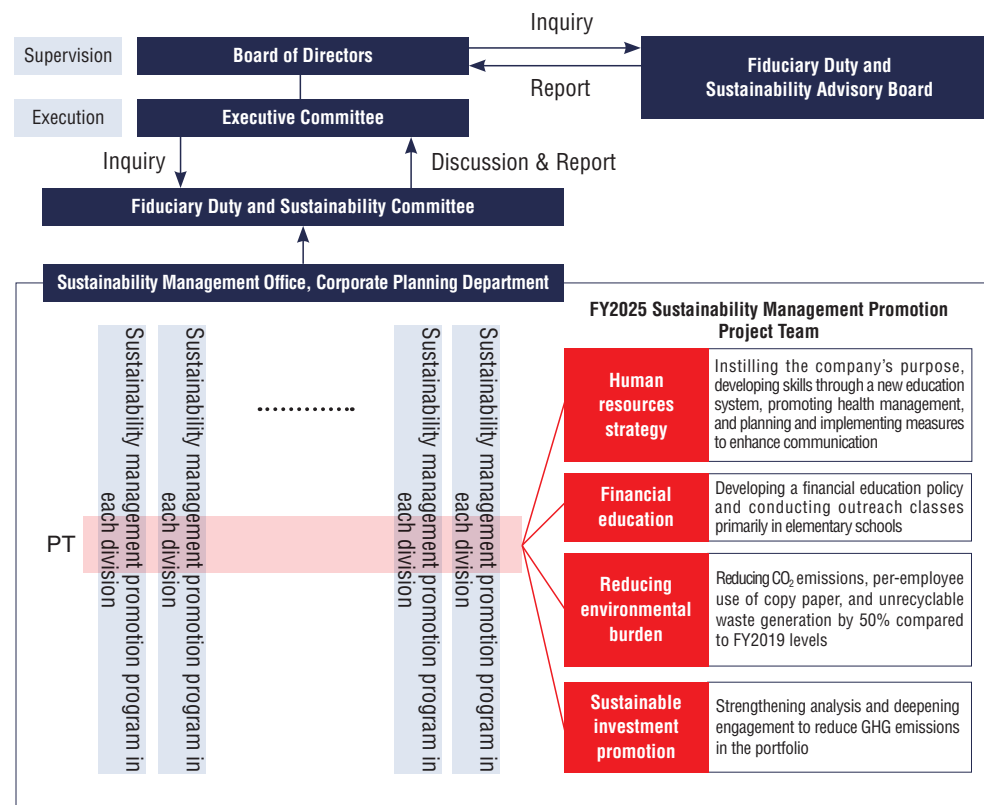 Inquiry
Supervision
Board of Directors
Fiduciary Duty and
Sustainability Advisory Board
Report
Execution
Executive Committee
Inquiry
Discussion & Report
Fiduciary Duty and Sustainability Committee
Sustainability Management Office, Corporate Planning Department
FY2025 Sustainability Management Promotion
Project Team
Sustainability management promotion program in
each division
Sustainability management promotion program in
each division
............
Sustainability management promotion program in
each division
Sustainability management promotion program in
each division
PT
Human
resources
strategy
Instilling the company’s purpose,
developing skills through a new education
system, promoting health management,
and planning and implementing measures
to enhance communication
Financial
education
Developing a financial education policy
and conducting outreach classes
primarily in elementary schools
Reducing
environmental
burden
Reducing CO₂ emissions, per-employee
use of copy paper, and unrecyclable
waste generation by 50% compared
to FY2019 levels
Sustainable
investment
promotion
Strengthening analysis and deepening
engagement to reduce GHG emissions
in the portfolio